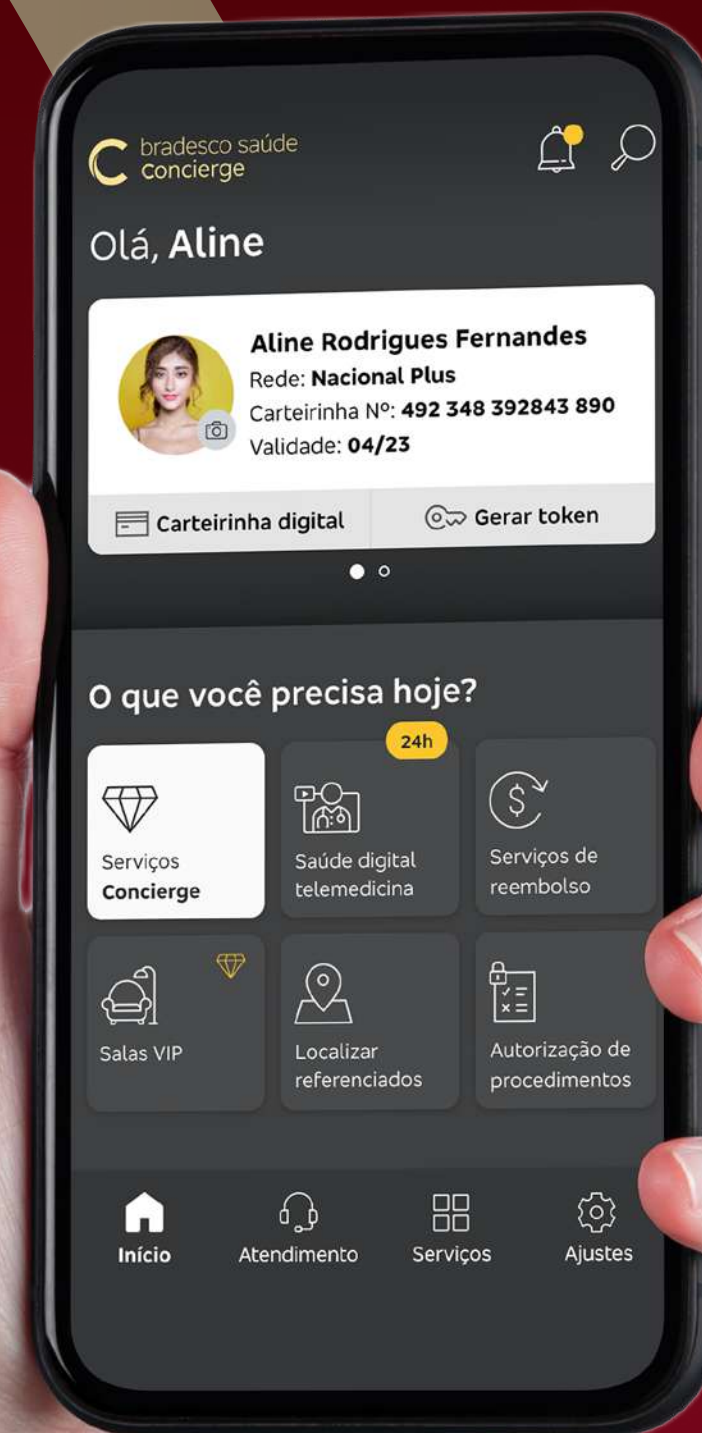 bradesco saúde
concierge
Olá, Aline
Aline Rodrigues Fernandes
Rede: Nacional Plus
Carteirinha Nº: 492 348 392843 890
Validade: 04/23
Carteirinha digital
Gerar token
O que você precisa hoje?
24h
Serviços
Concierge
Saúde digital
telemedicina
Serviços de
reembolso
Salas VIP
Localizar
referenciados
Autorização de
procedimentos
Início
Atendimento
Serviços
Ajustes